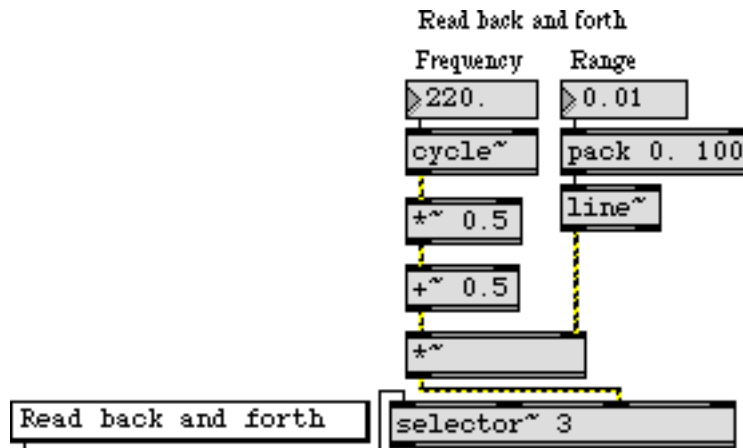 Read back and forth
Frequency Range
220. 0.01
cycle~ pack 0. 100
*~ 0.5 line~
+~ 0.5
*~
Read back and forth selector~ 3